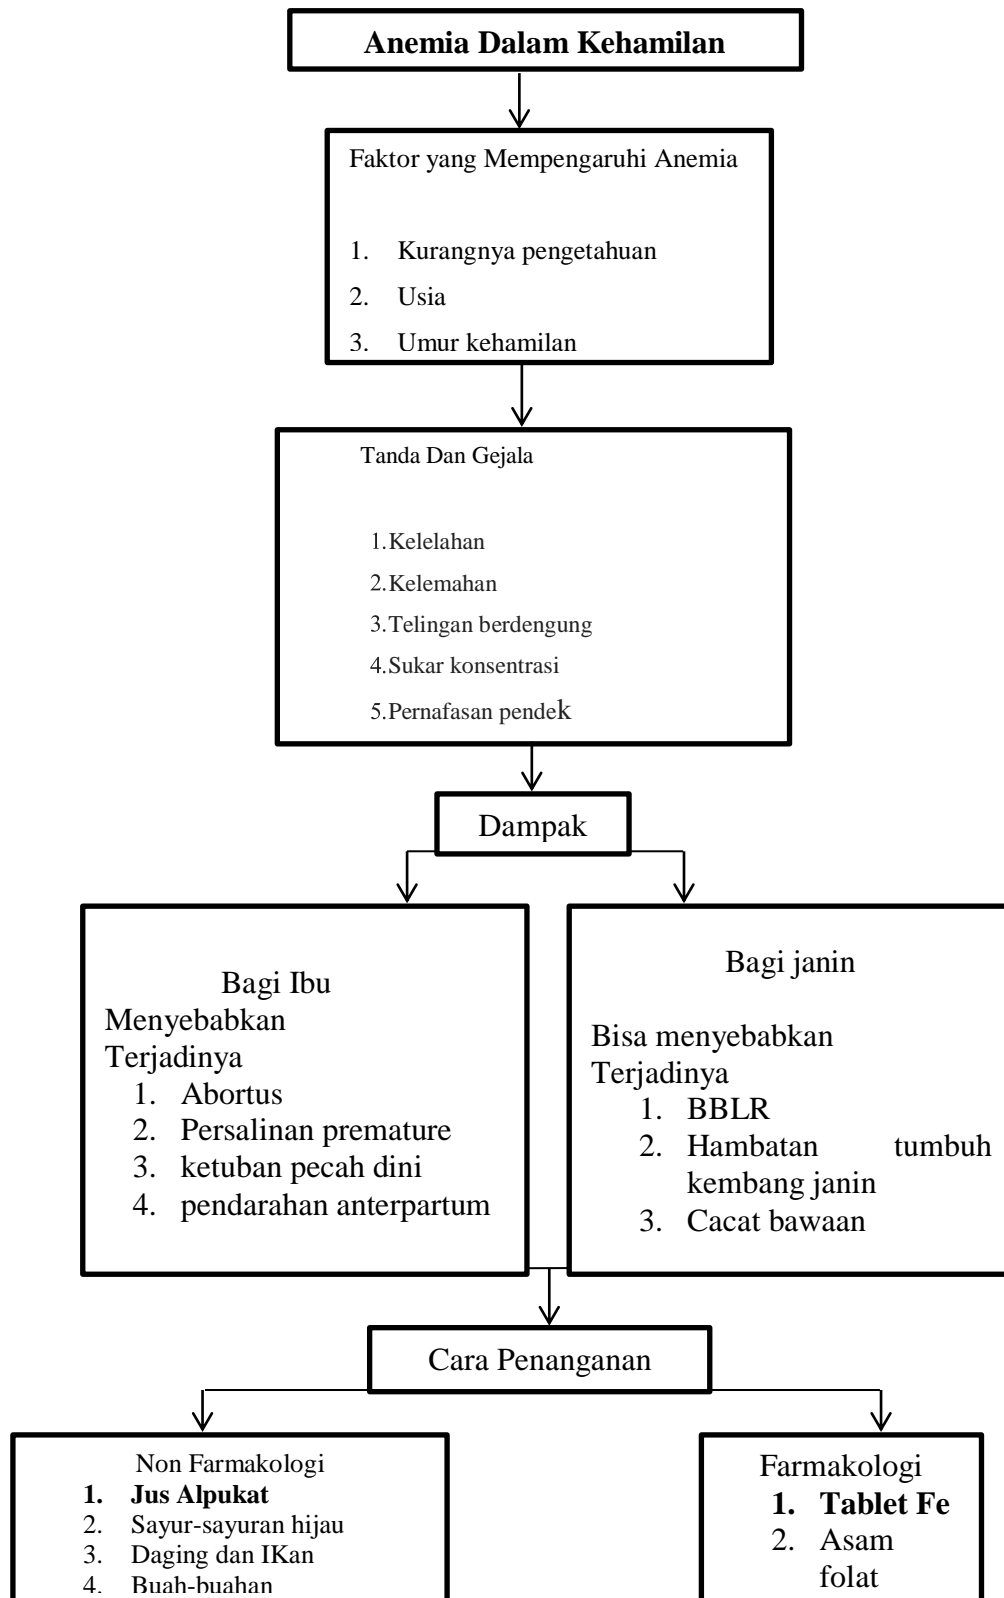 Anemia Dalam Kehamilan
Faktor yang Mempengaruhi Anemia
1. Kurangnya pengetahuan
2. Usia
3. Umur kehamilan
Tanda Dan Gejala
1.Kelelahan
2.Kelemahan
3.Telingan berdengung
4.Sukar konsentrasi
5.Pernafasan pendek
Dampak
Bagi Ibu
Menyebabkan
Terjadinya
1. Abortus
2. Persalinan premature
3. ketuban pecah dini
4. pendarahan anterpartum
Bagi janin
Bisa menyebabkan
Terjadinya
1. BBLR
2. Hambatan tumbuh
kembang janin
3. Cacat bawaan
Cara Penanganan
Non Farmakologi
1. Jus Alpukat
2. Sayur-sayuran hijau
3. Daging dan IKan
4. Buah-buahan
Farmakologi
1. Tablet Fe
2. Asam
folat